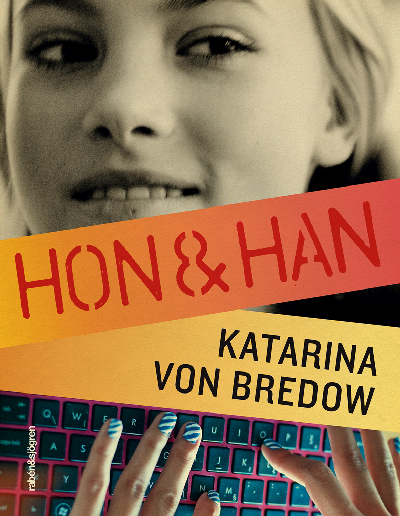 HON & HAN
KATARINA
VON BREDOW
rabén&sjögren
Q W E R U I O
A S F G J
N M